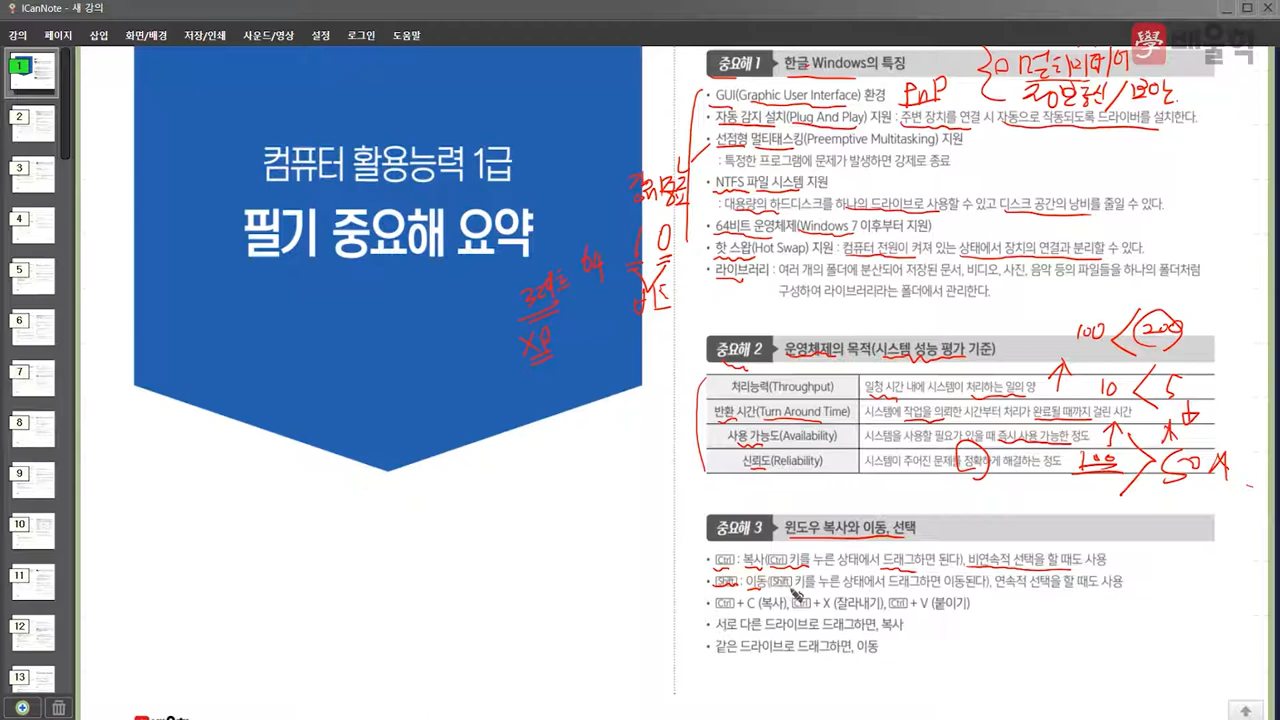 ICanNote - 새 강의
강의 페이지 삽입 화면/배경 저장/인쇄 사운드/영상 설정 로그인 도움말
學 배울학
1
2
3
4
5
6
7
8
9
10
11
12
13
컴퓨터 활용능력 1급
필기 중요해 요약
중요해 1 한글 Windows의 특징
멀티미디어
• GUI(Graphic User Interface) 환경 PnP
• 자동 감지 설치(Plug And Play) 지원 : 주변 장치를 연결 시 자동으로 작동되도록 드라이버를 설치한다.
• 선점형 멀티태스킹(Preemptive Multitasking) 지원
: 특정한 프로그램에 문제가 발생하면 강제로 종료
• NTFS 파일 시스템 지원
: 대용량의 하드디스크를 하나의 드라이브로 사용할 수 있고 디스크 공간의 낭비를 줄일 수 있다.
• 64비트 운영체제(Windows 7 이후부터 지원)
• 핫 스왑(Hot Swap) 지원 : 컴퓨터 전원이 켜져 있는 상태에서 장치의 연결과 분리할 수 있다.
• 라이브러리 : 여러 개의 폴더에 분산되어 저장된 문서, 비디오, 사진, 음악 등의 파일들을 하나의 폴더처럼
구성하여 라이브러리라는 폴더에서 관리한다.
64 10
XP
중요해 2 운영체제의 목적(시스템 성능 평가 기준)
100 < 200
처리능력(Throughput) 일정 시간 내에 시스템이 처리하는 일의 양
10 < 5
반환 시간(Turn Around Time) 시스템에 작업을 의뢰한 시간부터 처리가 완료될 때까지 걸린 시간
사용 가능도(Availability) 시스템을 사용할 필요가 있을 때 즉시 사용 가능한 정도
신뢰도(Reliability) 시스템이 주어진 문제를 정확하게 해결하는 정도
100 > 50
중요해 3 윈도우 복사와 이동, 선택
• Ctrl : 복사(Ctrl 키를 누른 상태에서 드래그하면 된다), 비연속적 선택을 할 때도 사용
• Shift : 이동(Shift 키를 누른 상태에서 드래그하면 이동된다), 연속적 선택을 할 때도 사용
• Ctrl + C (복사), Ctrl + X (잘라내기), Ctrl + V (붙이기)
• 서로 다른 드라이브로 드래그하면, 복사
• 같은 드라이브로 드래그하면, 이동